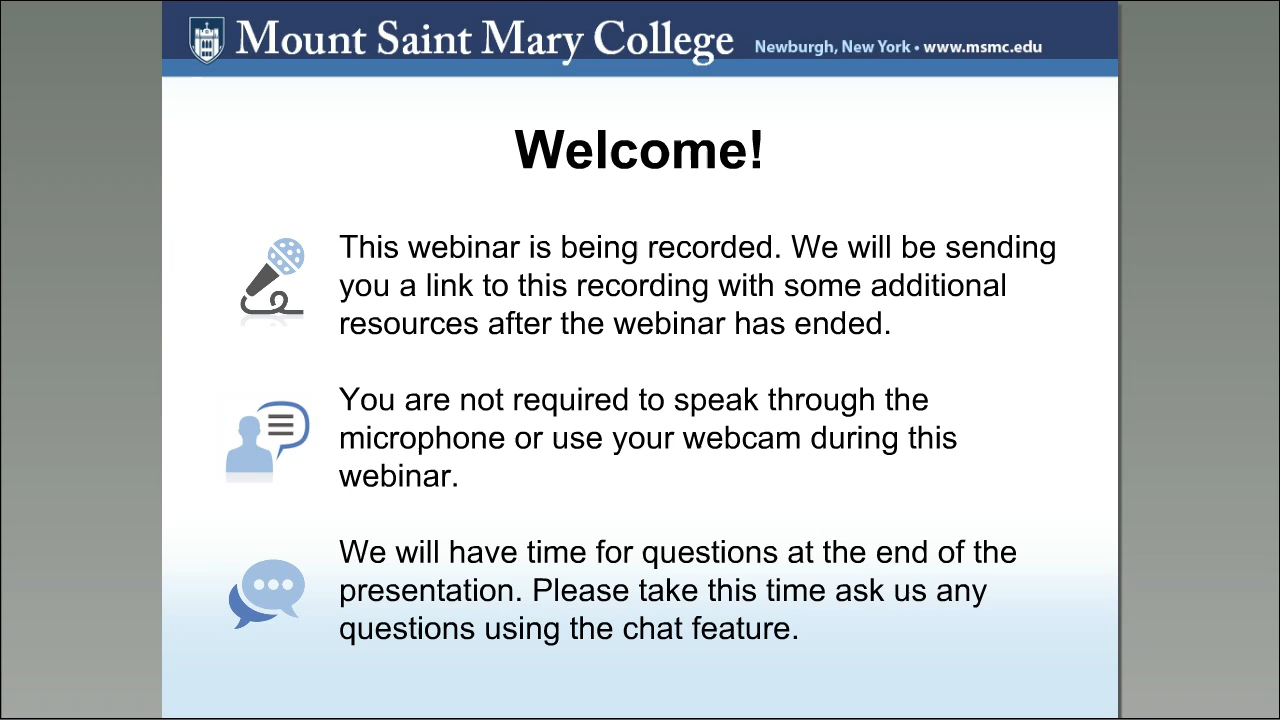 Mount Saint Mary College Newburgh, New York • www.msmc.edu
Welcome!
This webinar is being recorded. We will be sending
you a link to this recording with some additional
resources after the webinar has ended.
You are not required to speak through the
microphone or use your webcam during this
webinar.
We will have time for questions at the end of the
presentation. Please take this time ask us any
questions using the chat feature.